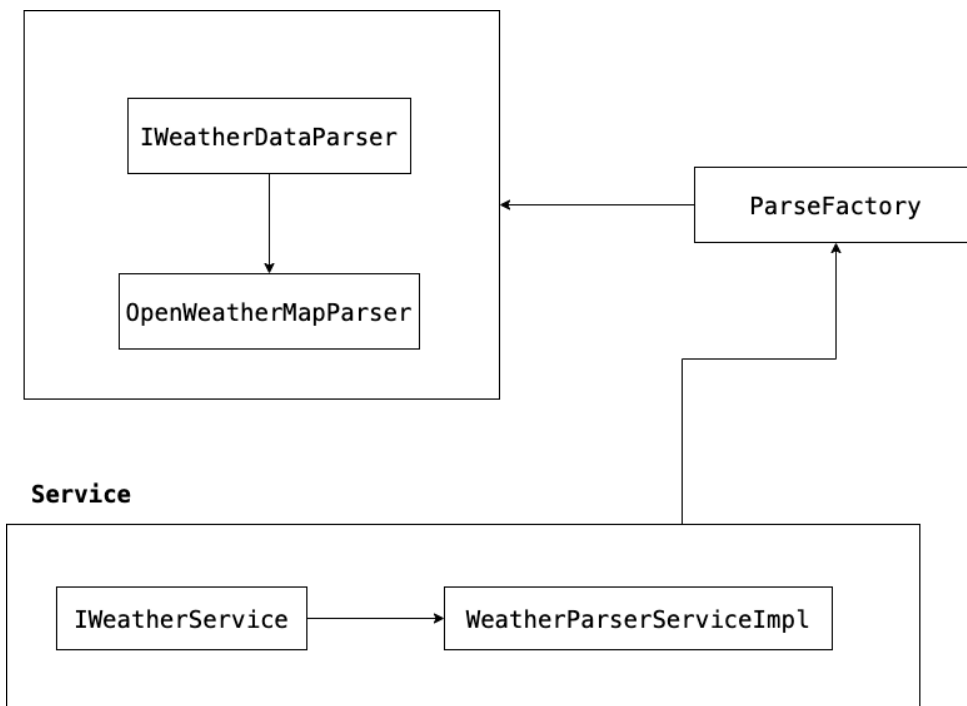 IWeatherDataParser
ParseFactory
OpenWeatherMapParser
Service
IWeatherService
WeatherParserServiceImpl